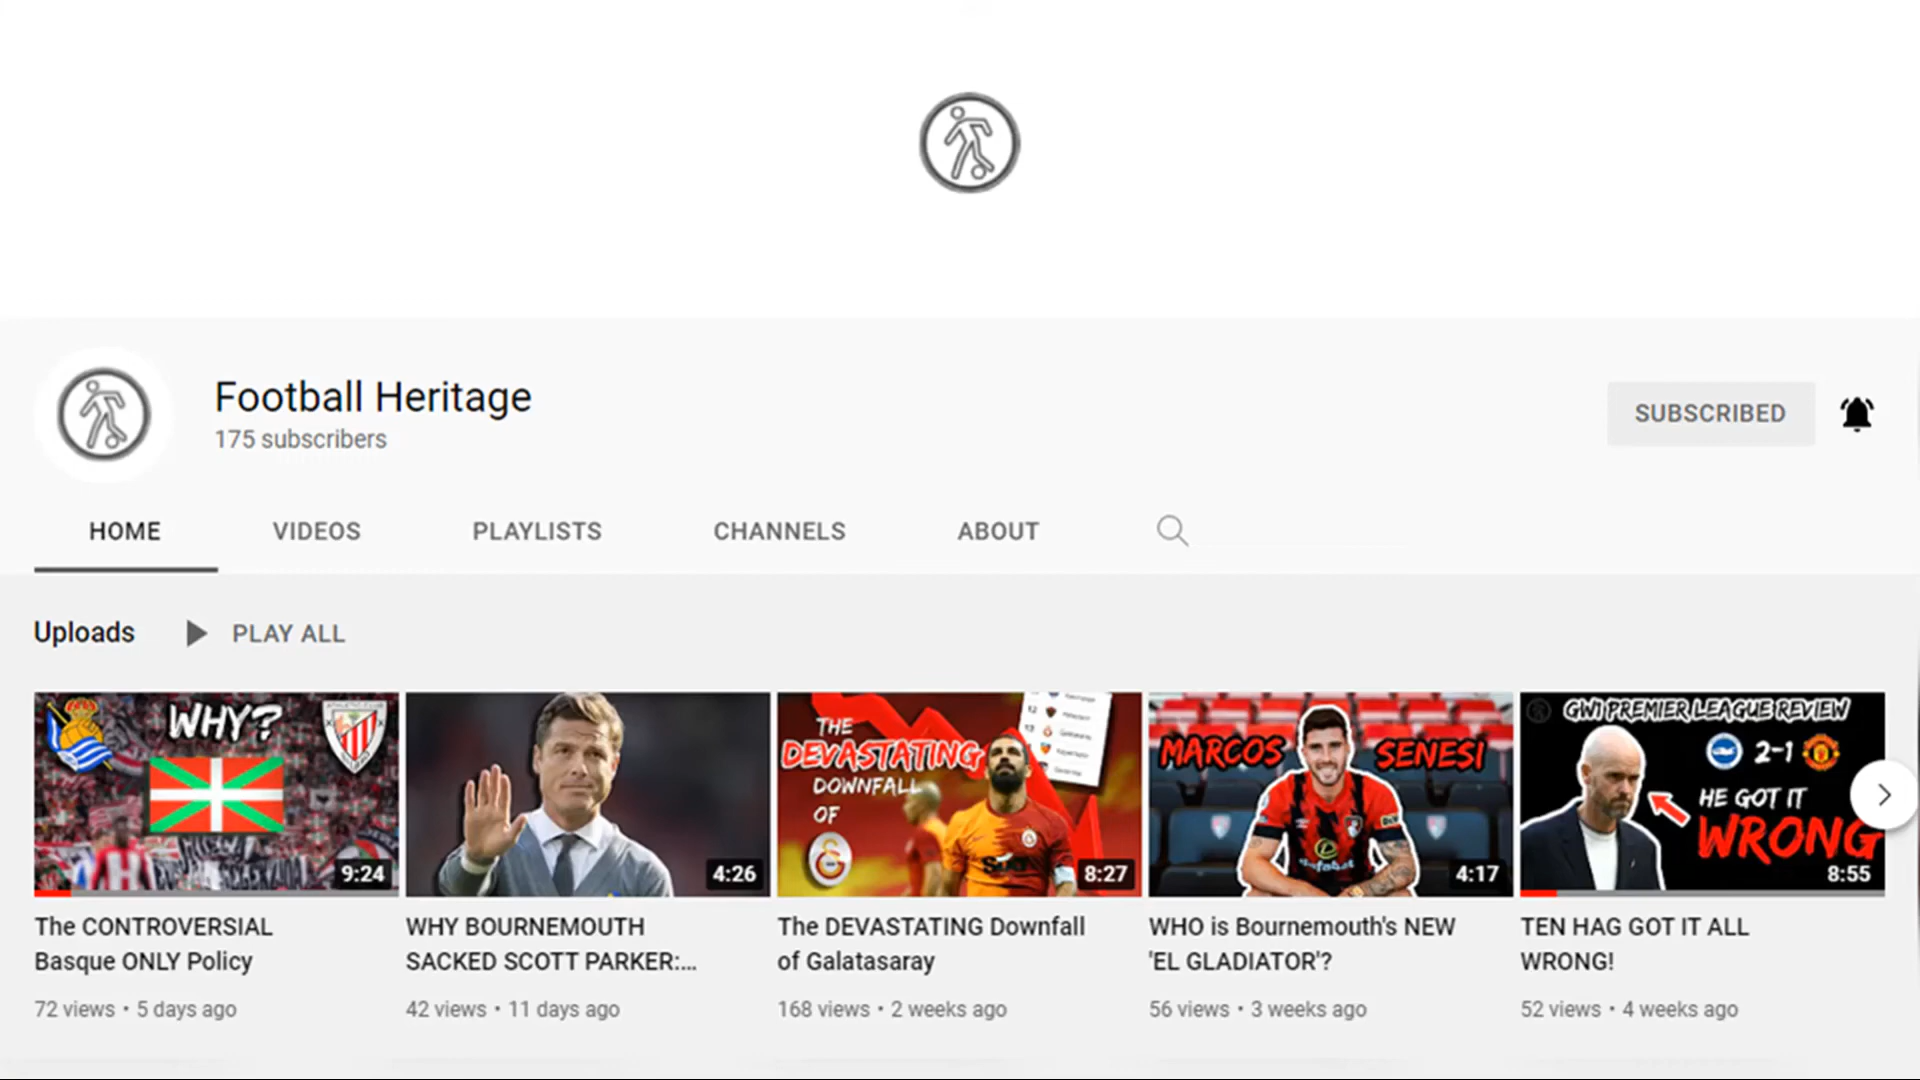 Football Heritage
175 subscribers
SUBSCRIBED
HOME VIDEOS PLAYLISTS CHANNELS ABOUT
Uploads PLAY ALL
WHY?
9:24
The CONTROVERSIAL
Basque ONLY Policy
72 views • 5 days ago
4:26
WHY BOURNEMOUTH
SACKED SCOTT PARKER:...
42 views • 11 days ago
THE
DEVASTATING
DOWNFALL
OF
8:27
The DEVASTATING Downfall
of Galatasaray
168 views • 2 weeks ago
MARCOS SENESI
4:17
WHO is Bournemouth's NEW
'EL GLADIATOR'?
56 views • 3 weeks ago
GW1 PREMIER LEAGUE REVIEW
2-1
HE GOT IT
WRONG
8:55
TEN HAG GOT IT ALL
WRONG!
52 views • 4 weeks ago